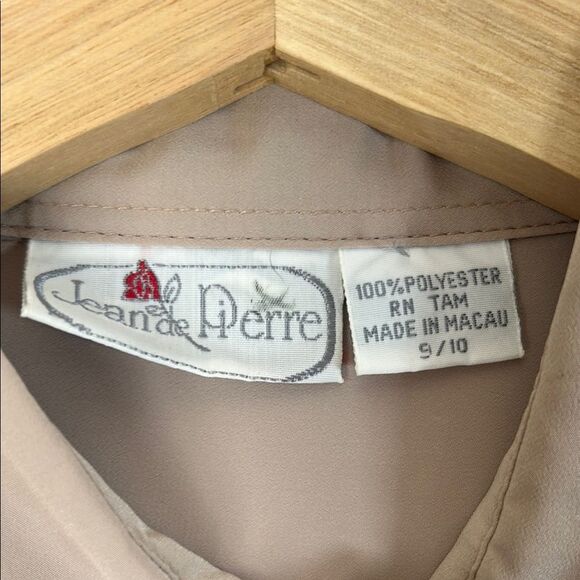 Jean de Pierre
100% POLYESTER
RN TAM
MADE IN MACAU
9/10